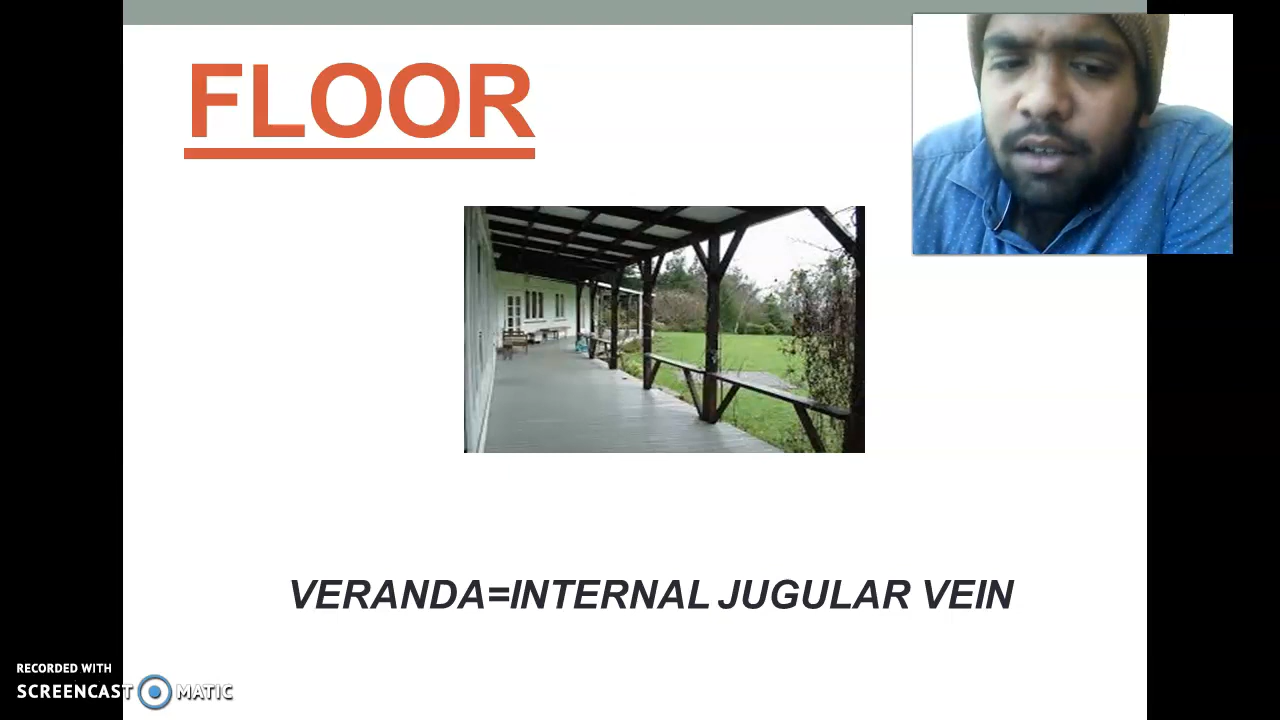 FLOOR
VERANDA=INTERNAL JUGULAR VEIN
RECORDED WITH
SCREENCAST MATIC